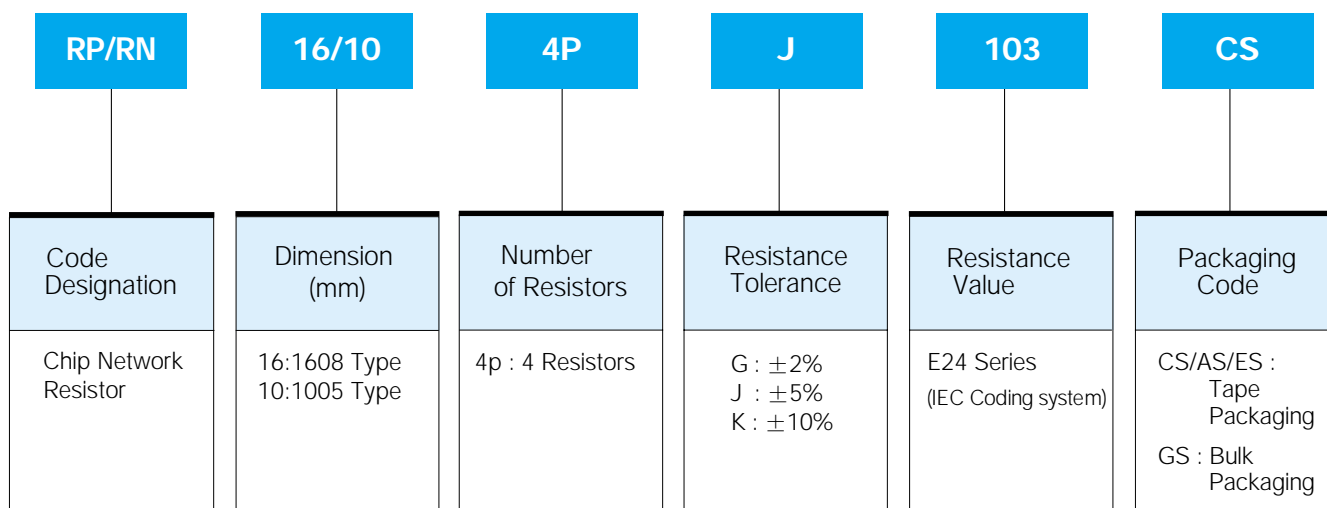 RP/RN
16/10
4P
J
103
CS
Code
Designation
Dimension
(mm)
Number
of Resistors
Resistance
Tolerance
Resistance
Value
Packaging
Code
Chip Network
Resistor
16:1608 Type
10:1005 Type
4p : 4 Resistors
G : ±2%
J : ±5%
K : ±10%
E24 Series
(IEC Coding system)
CS/AS/ES :
Tape
Packaging
GS : Bulk
Packaging